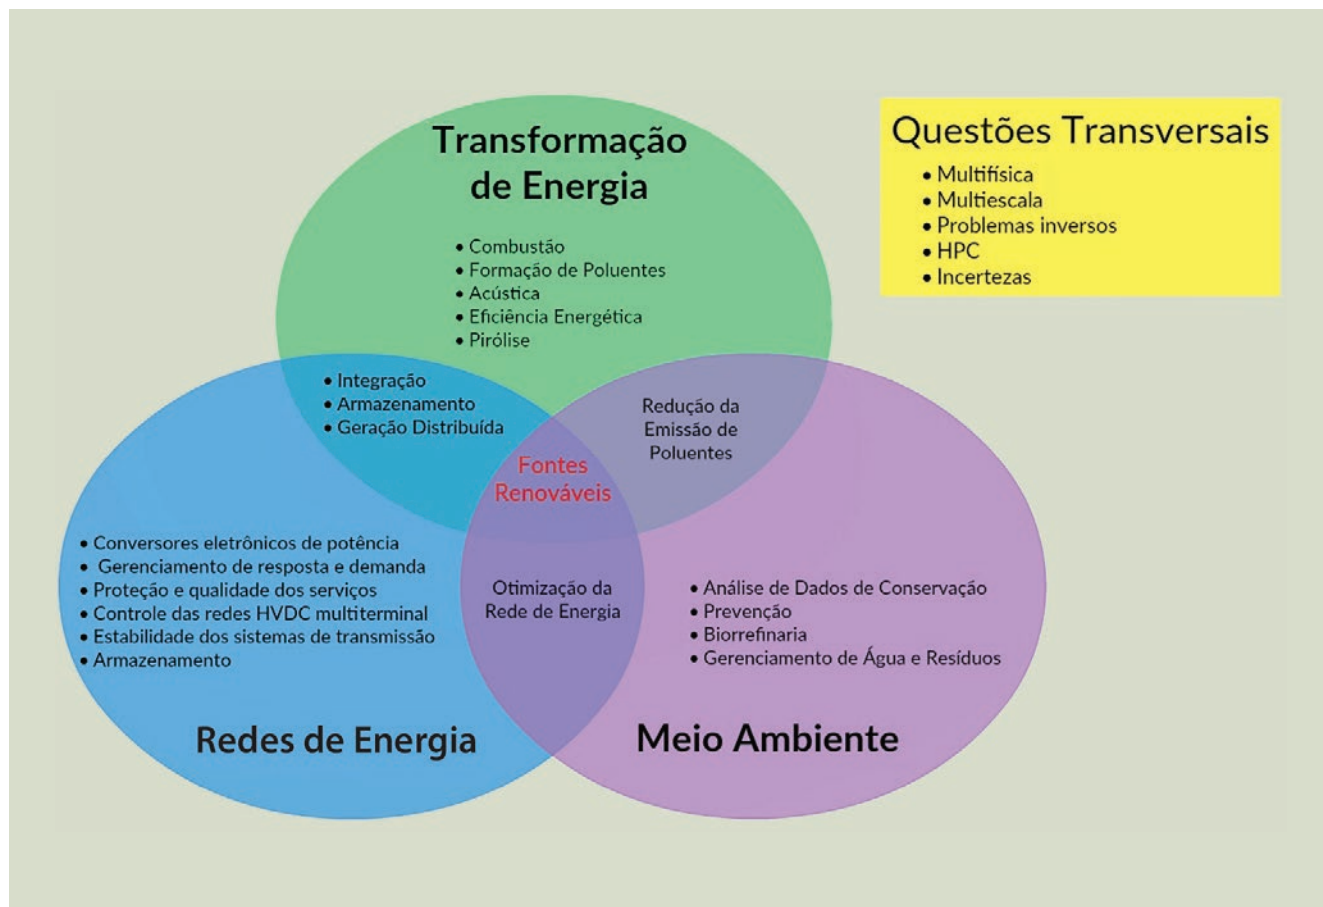 Transformação
de Energia
• Combustão
• Formação de Poluentes
• Acústica
• Eficiência Energética
• Pirólise
Questões Transversais
• Multifísica
• Multiescala
• Problemas inversos
• HPC
• Incertezas
• Integração
• Armazenamento
• Geração Distribuída
Redução da
Emissão de
Poluentes
Fontes
Renováveis
• Conversores eletrônicos de potência
• Gerenciamento de resposta e demanda
• Proteção e qualidade dos serviços
• Controle das redes HVDC multiterminal
• Estabilidade dos sistemas de transmissão
• Armazenamento
Otimização da
Rede de Energia
• Análise de Dados de Conservação
• Prevenção
• Biorrefinaria
• Gerenciamento de Água e Resíduos
Redes de Energia
Meio Ambiente